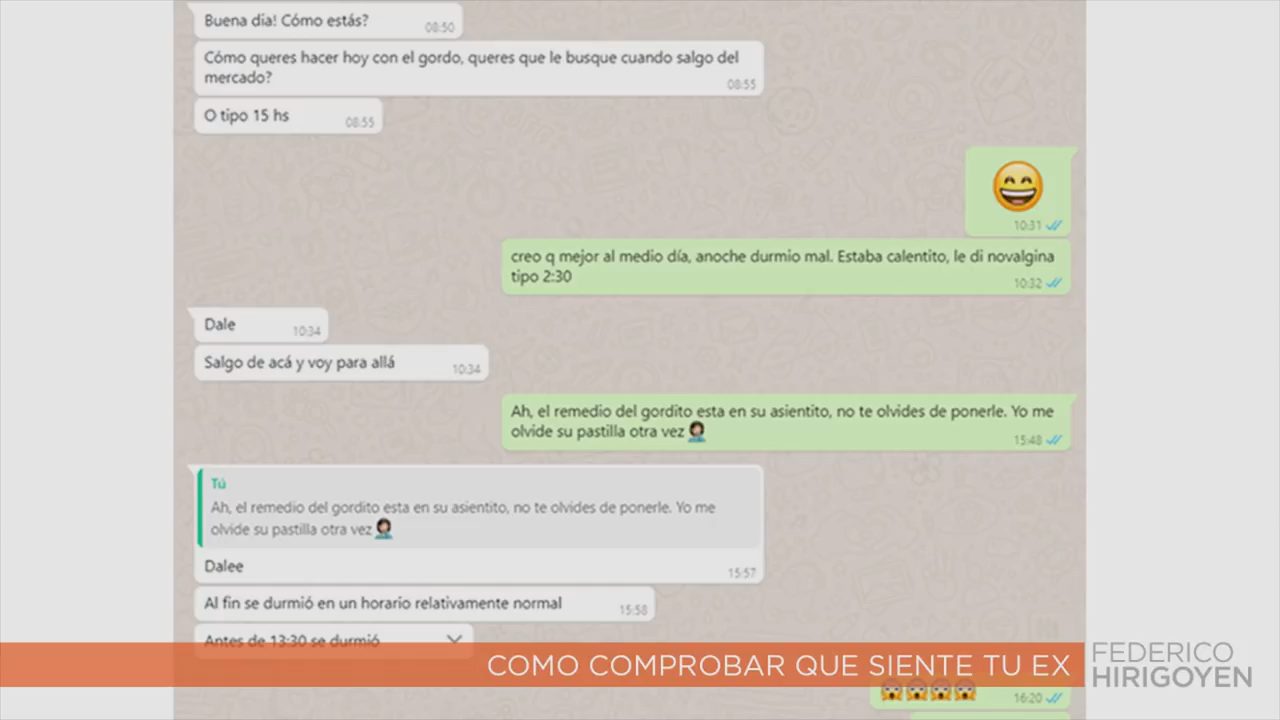 Buena día! Cómo estás?
08:50
Cómo queres hacer hoy con el gordo, queres que le busque cuando salgo del
mercado?
08:55
O tipo 15 hs
08:55
10:31
creo q mejor al medio día, anoche durmio mal. Estaba calentito, le di novalgina
tipo 2:30
10:32
Dale
10:34
Salgo de acá y voy para allá
10:34
Ah, el remedio del gordito esta en su asientito, no te olvides de ponerle. Yo me
olvide su pastilla otra vez
15:48
Tú
Ah, el remedio del gordito esta en su asientito, no te olvides de ponerle. Yo me
olvide su pastilla otra vez
Dalee
15:57
Al fin se durmió en un horario relativamente normal
15:58
Antes de 13:30 se durmió
COMO COMPROBAR QUE SIENTE TU EX
FEDERICO
HIRIGOYEN
16:20